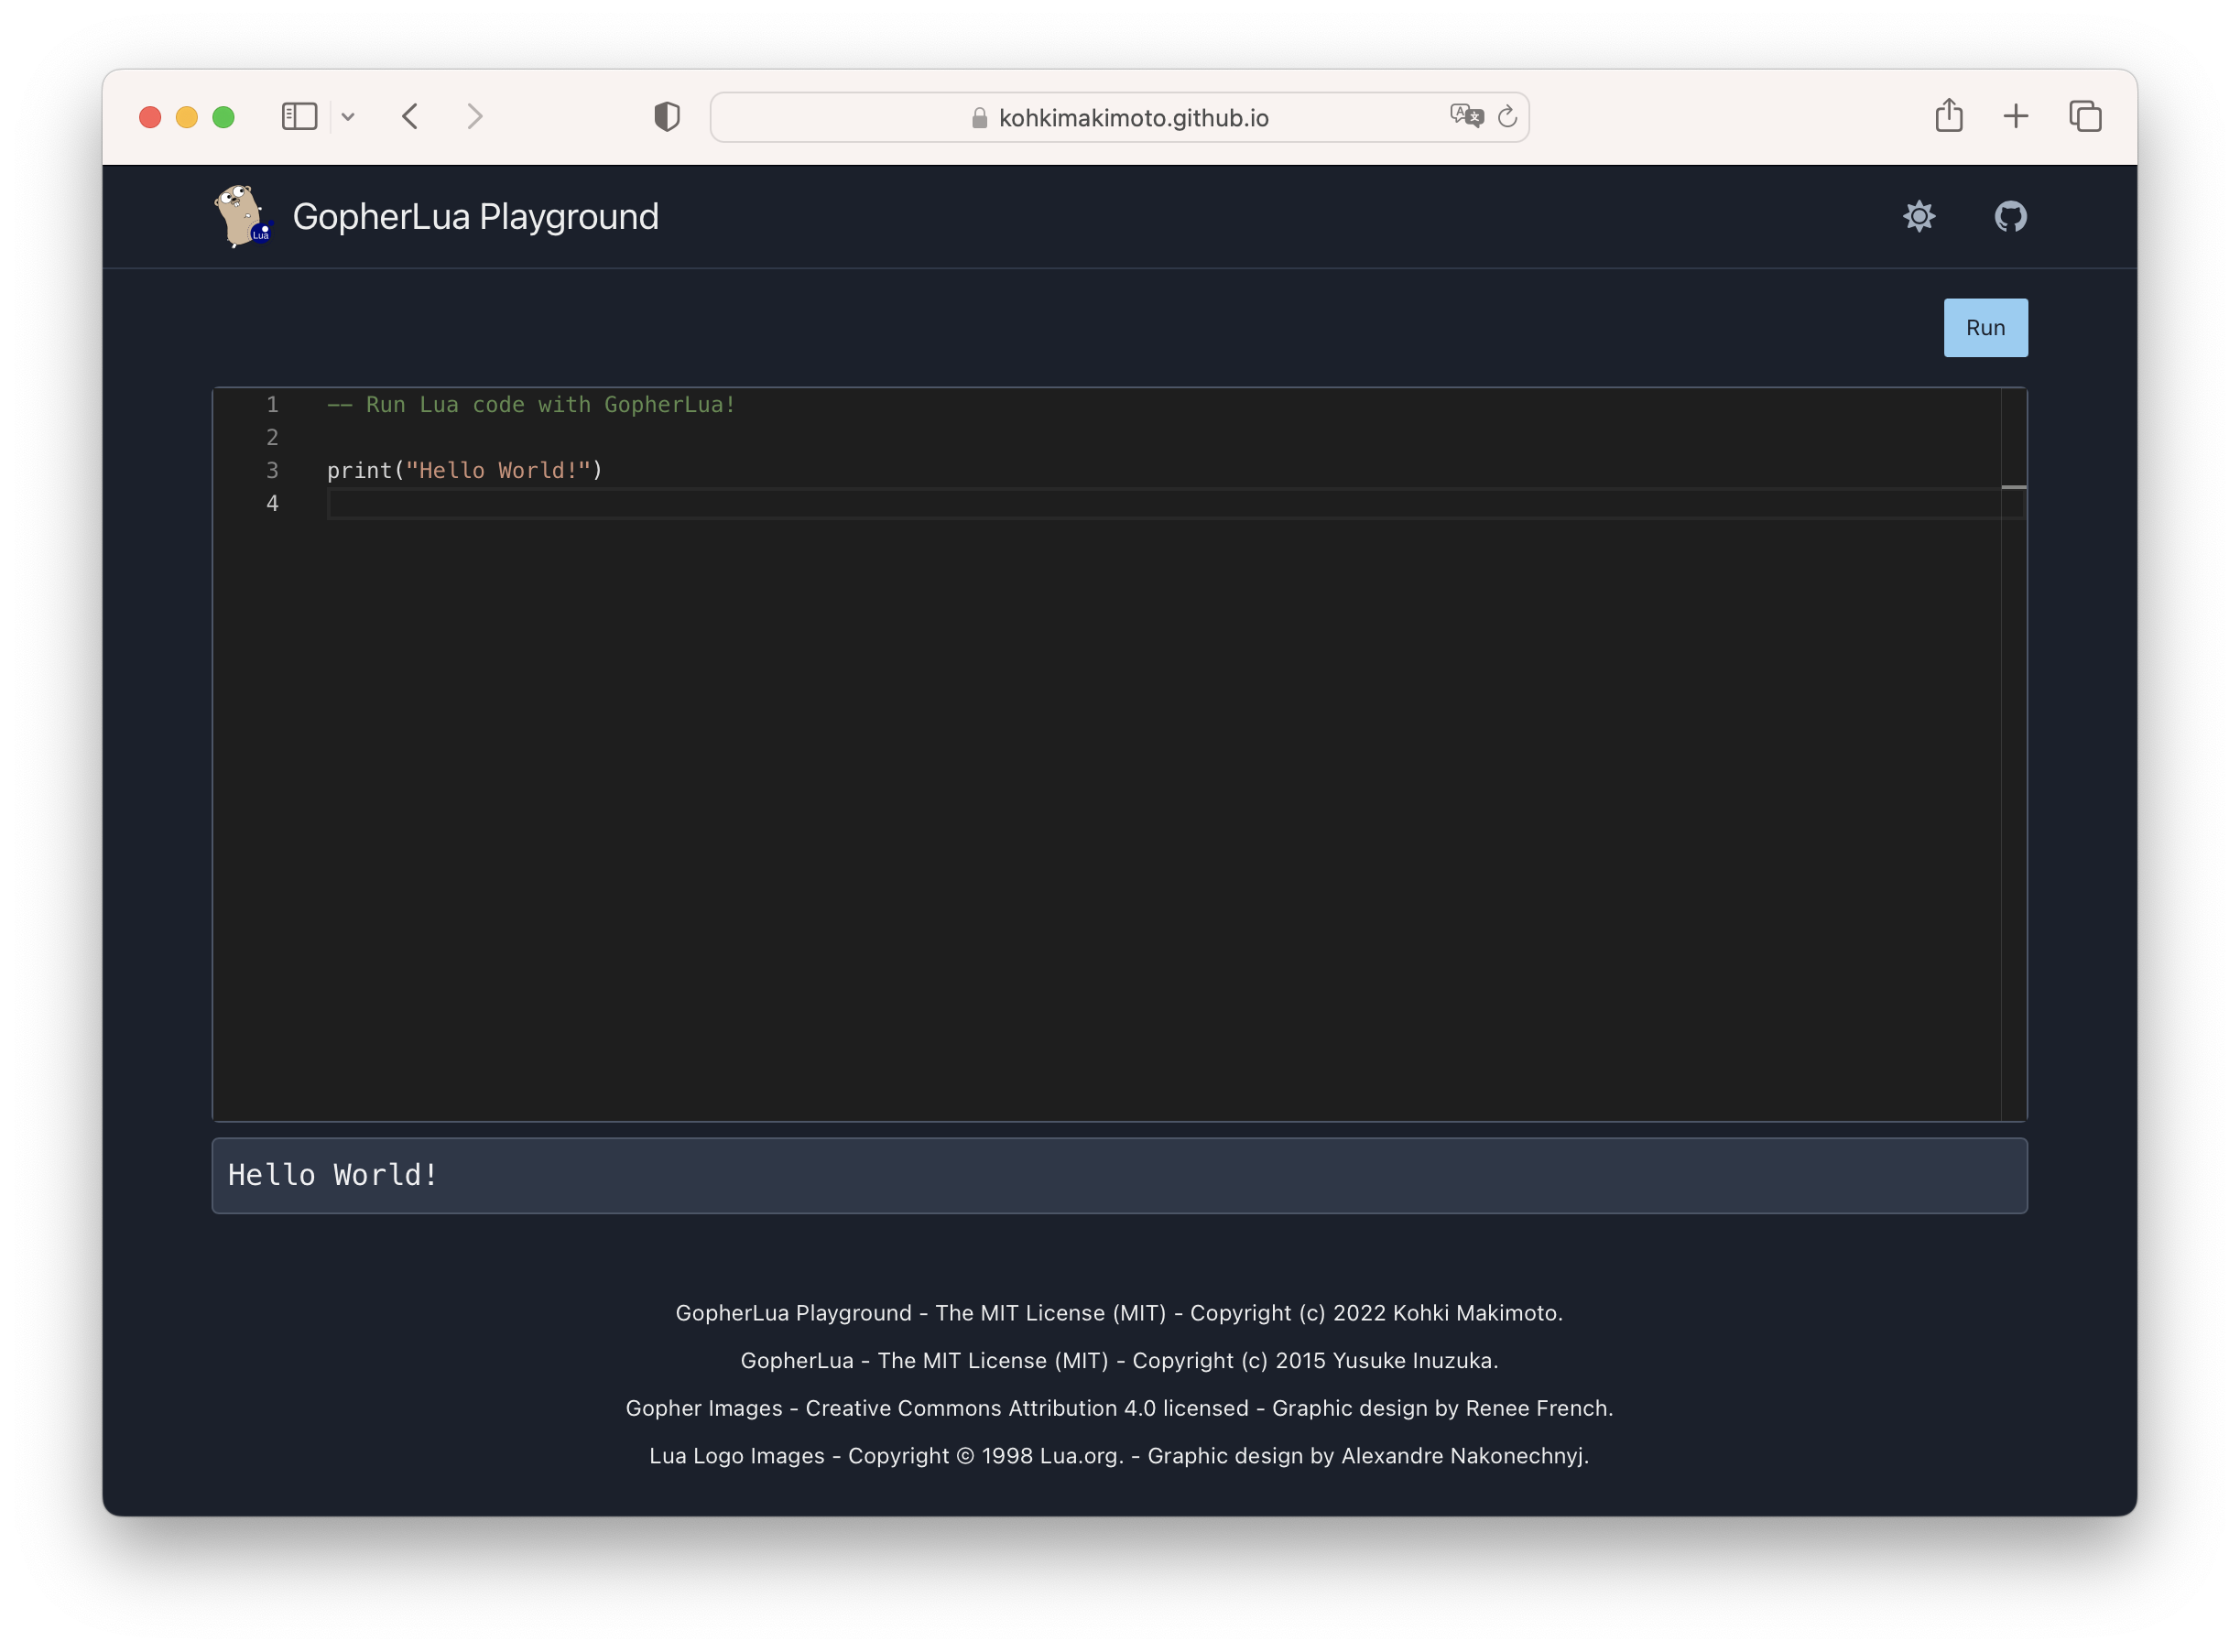 kohkimakimoto.github.io
Lua
GopherLua Playground
Run
1 -- Run Lua code with GopherLua!
2
3 print("Hello World!")
4
Hello World!
GopherLua Playground - The MIT License (MIT) - Copyright (c) 2022 Kohki Makimoto.
GopherLua - The MIT License (MIT) - Copyright (c) 2015 Yusuke Inuzuka.
Gopher Images - Creative Commons Attribution 4.0 licensed - Graphic design by Renee French.
Lua Logo Images - Copyright © 1998 Lua.org. - Graphic design by Alexandre Nakonechnyj.